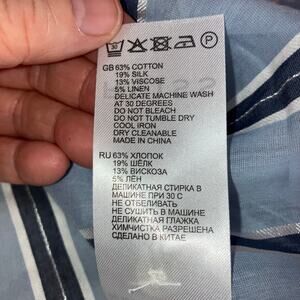 30 P
GB 63% COTTON
19% SILK
13% VISCOSE
5% LINEN
DELICATE MACHINE WASH
AT 30 DEGREES
DO NOT BLEACH
DO NOT TUMBLE DRY
COOL IRON
DRY CLEANABLE
MADE IN CHINA
RU 63% ХЛОПОК
19% ШЁЛК
13% ВИСКОЗА
5% ЛЁН
ДЕЛИКАТНАЯ СТИРКА В
МАШИНЕ ПРИ 30 С
НЕ ОТБЕЛИВАТЬ
НЕ СУШИТЬ В МАШИНЕ
ДЕЛИКАТНАЯ ГЛАЖКА
ХИМЧИСТКА РАЗРЕШЕНА
СДЕЛАНО В КИТАЕ